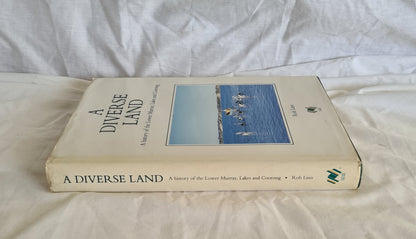 A
DIVERSE
LAND
A history of the Lower Murray, Lakes and Coorong
Rob Linn
A DIVERSE LAND A history of the Lower Murray, Lakes and Coorong • Rob Linn